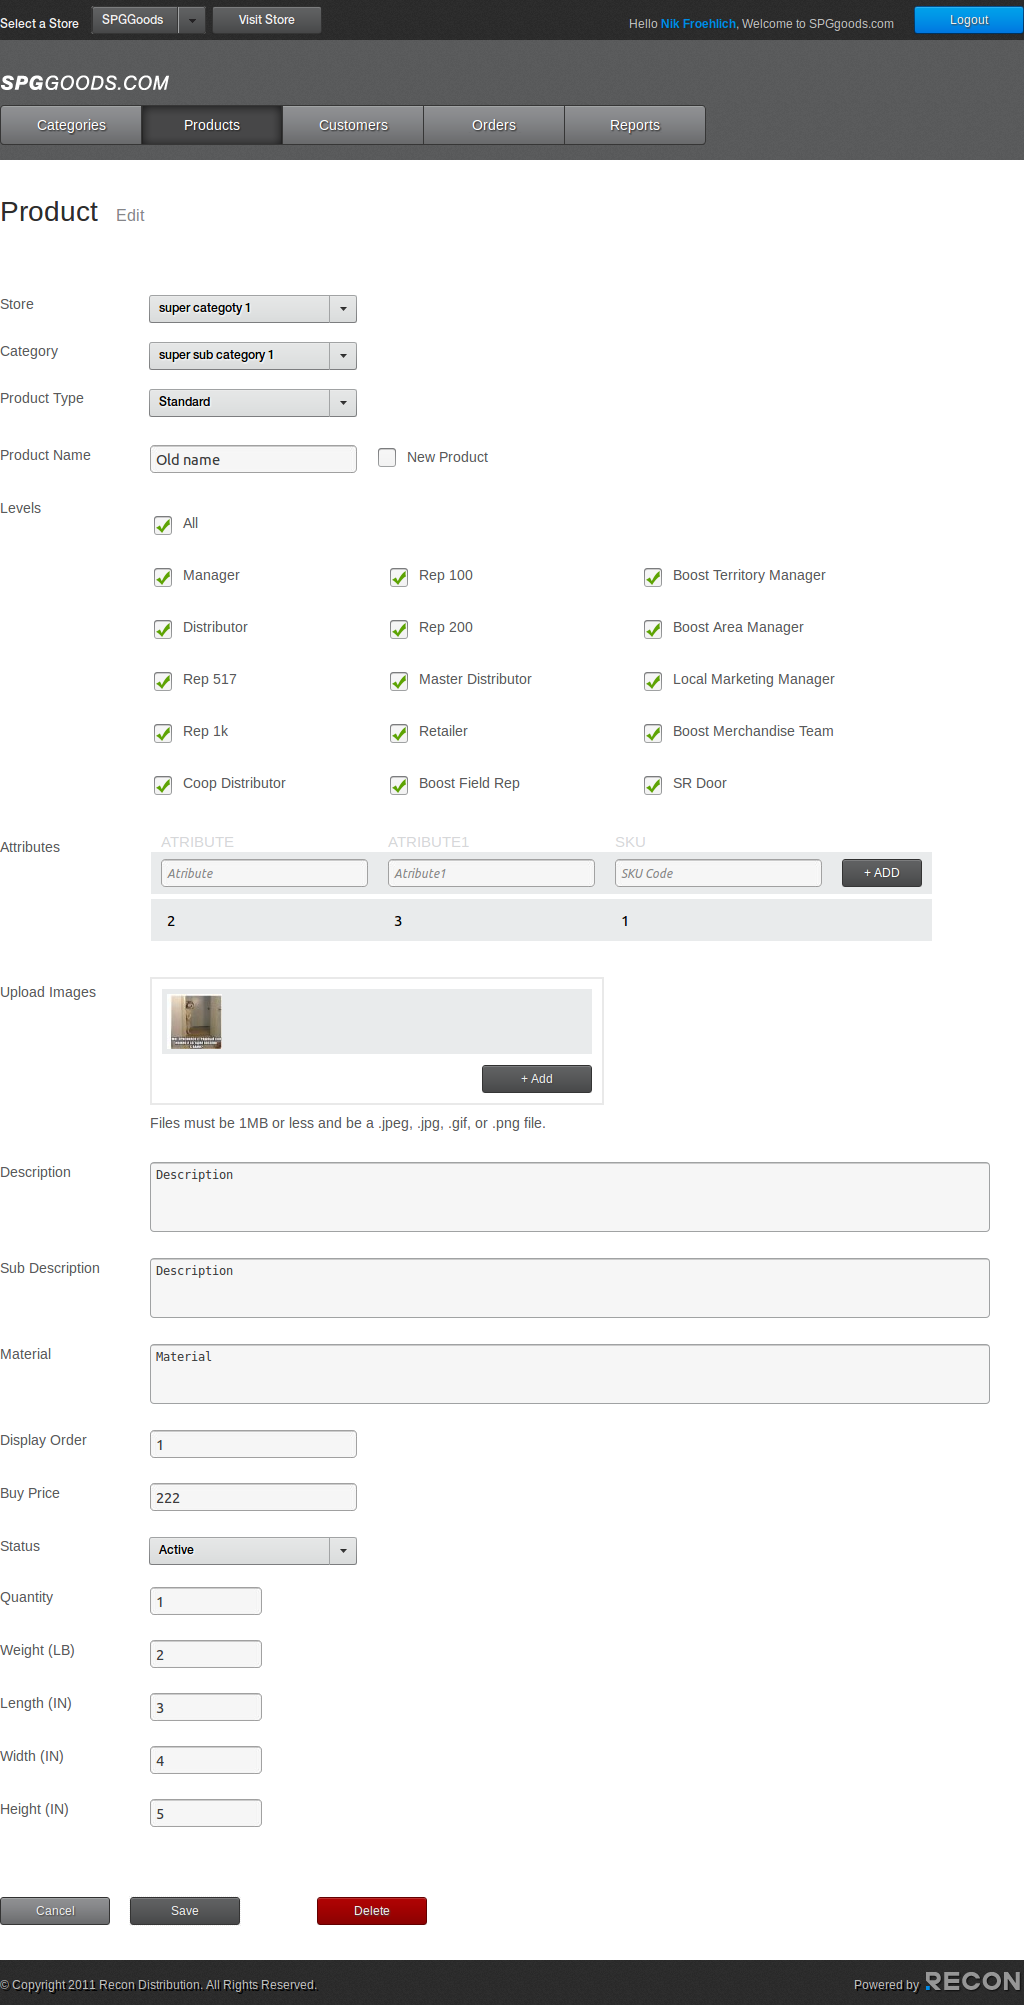 Select a Store SPGGoods Visit Store Hello Nik Froehlich, Welcome to SPGgoods.com Logout
SPGGOODS.COM
Categories Products Customers Orders Reports
Product Edit
Store super categoty 1
Category super sub category 1
Product Type Standard
Product Name Old name New Product
Levels
All
Manager Rep 100 Boost Territory Manager
Distributor Rep 200 Boost Area Manager
Rep 517 Master Distributor Local Marketing Manager
Rep 1k Retailer Boost Merchandise Team
Coop Distributor Boost Field Rep SR Door
ATRIBUTE ATRIBUTE1 SKU
Attributes
Atribute Atribute1 SKU Code + ADD
2 3 1
Upload Images
+ Add
Files must be 1MB or less and be a .jpeg, .jpg, .gif, or .png file.
Description Description
Sub Description Description
Material Material
Display Order 1
Buy Price 222
Status Active
Quantity 1
Weight (LB) 2
Length (IN) 3
Width (IN) 4
Height (IN) 5
Cancel Save Delete
© Copyright 2011 Recon Distribution. All Rights Reserved. Powered by RECON